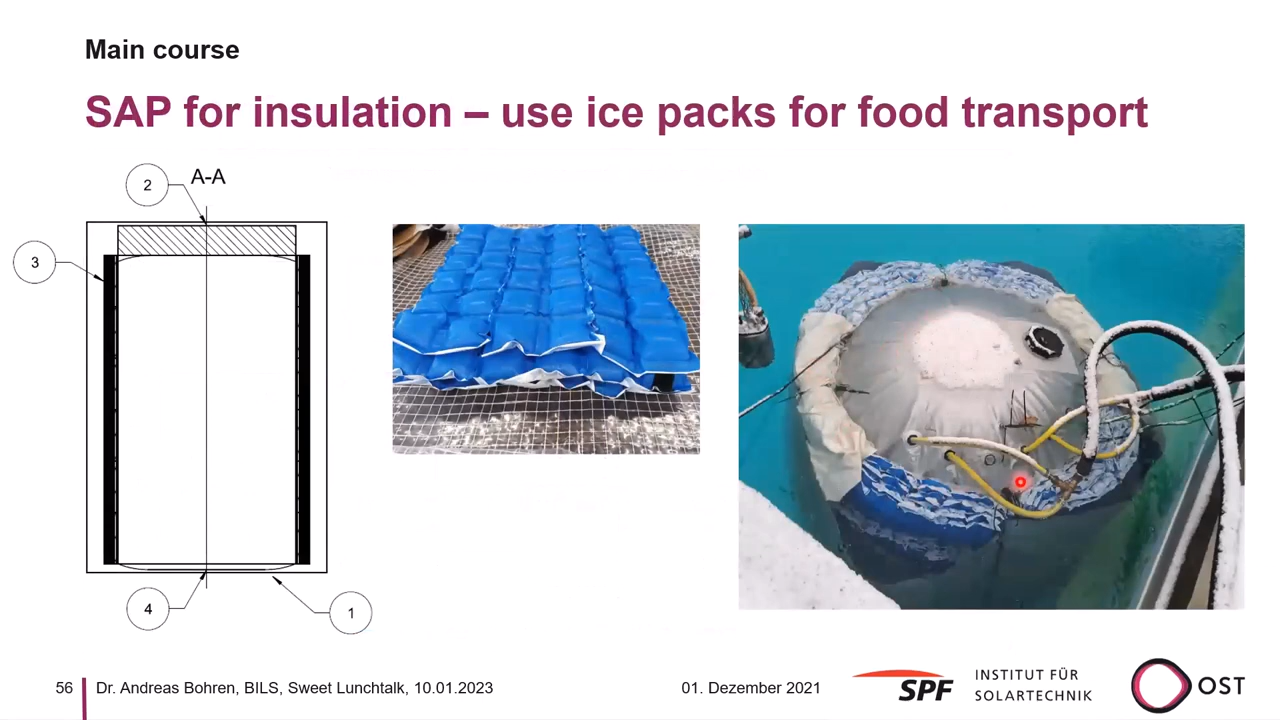 Main course
SAP for insulation – use ice packs for food transport
2
A-A
3
4
1
56
Dr. Andreas Bohren, BILS, Sweet Lunchtalk, 10.01.2023
01. Dezember 2021
SPF
INSTITUT FÜR
SOLARTECHNIK
OST